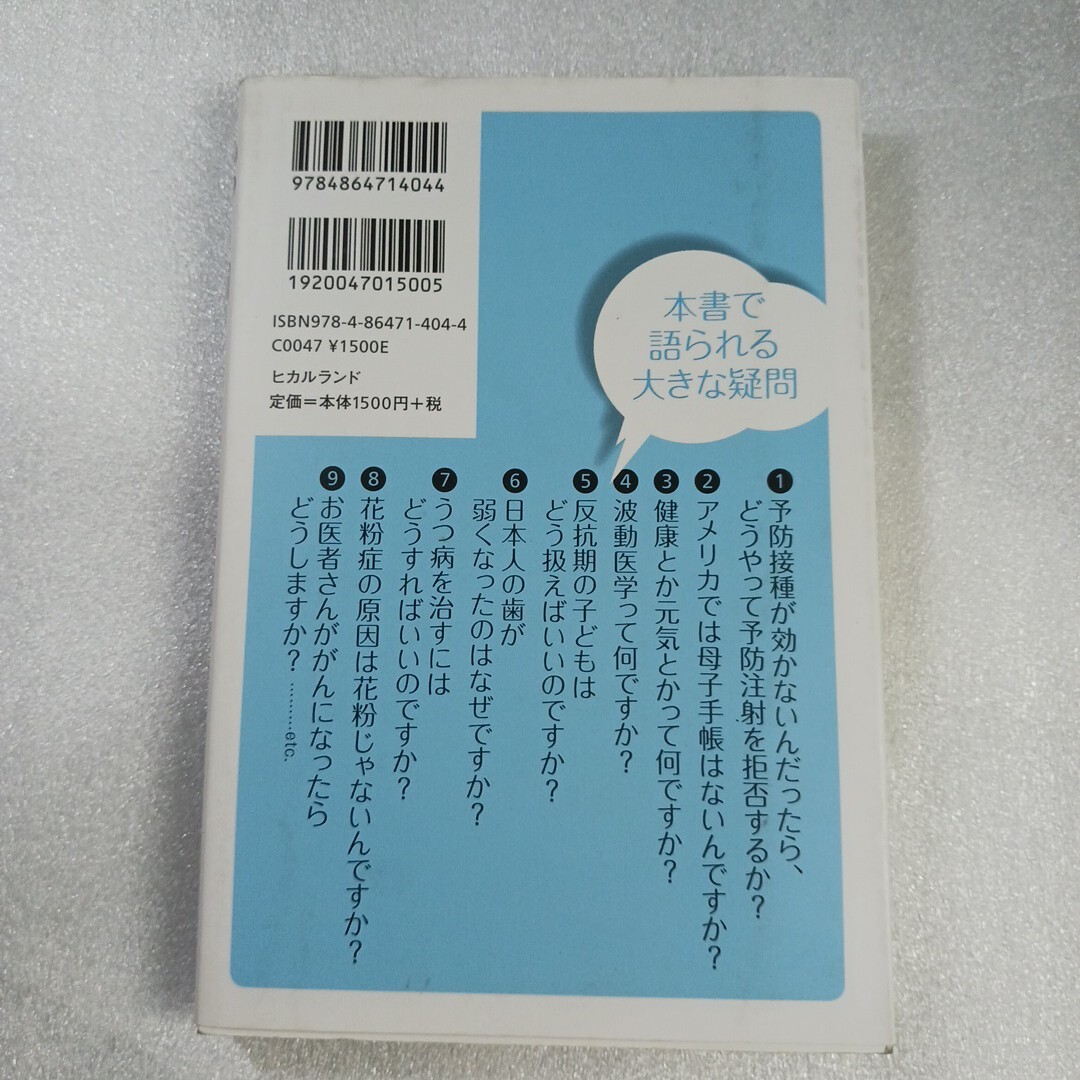 9784864714044
1920047015005
ISBN978-4-86471-404-4
C0047 ¥1500E
ヒカルランド
定価＝本体1500円＋税
本書で
語られる
大きな疑問
❶予防接種が効かないんだったら、
どうやって予防注射を拒否するか？
❷アメリカでは母子手帳はないんですか？
❸健康とか元気とかって何ですか？
❹波動医学って何ですか？
❺反抗期の子どもは
どう扱えばいいのですか？
❻日本人の歯が
弱くなったのはなぜですか？
❼うつ病を治すには
どうすればいいのですか？
❽花粉症の原因は花粉じゃないんですか？
❾お医者さんががんになったら
どうしますか？ ………etc.